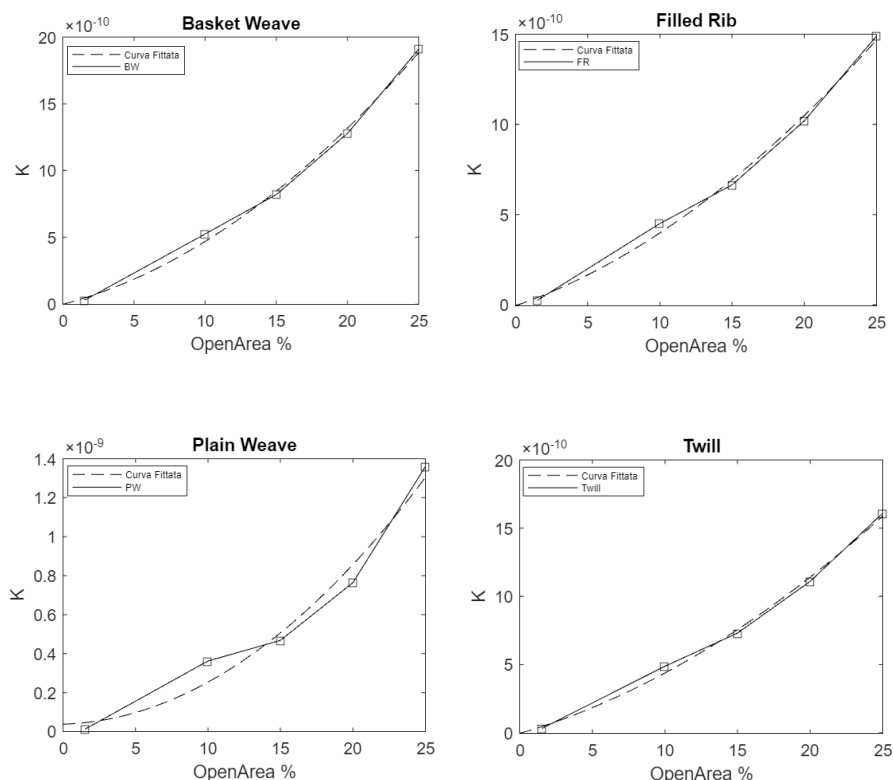 Basket Weave
×10⁻¹⁰
Curva Fittata
BW
20
15
10
5
0
K
0 5 10 15 20 25
OpenArea %
Filled Rib
×10⁻¹⁰
Curva Fittata
FR
15
10
5
0
K
0 5 10 15 20 25
OpenArea %
Plain Weave
×10⁻⁹
Curva Fittata
PW
1.4
1.2
1
0.8
0.6
0.4
0.2
0
K
0 5 10 15 20 25
OpenArea %
Twill
×10⁻¹⁰
Curva Fittata
Twill
20
15
10
5
0
K
0 5 10 15 20 25
OpenArea %